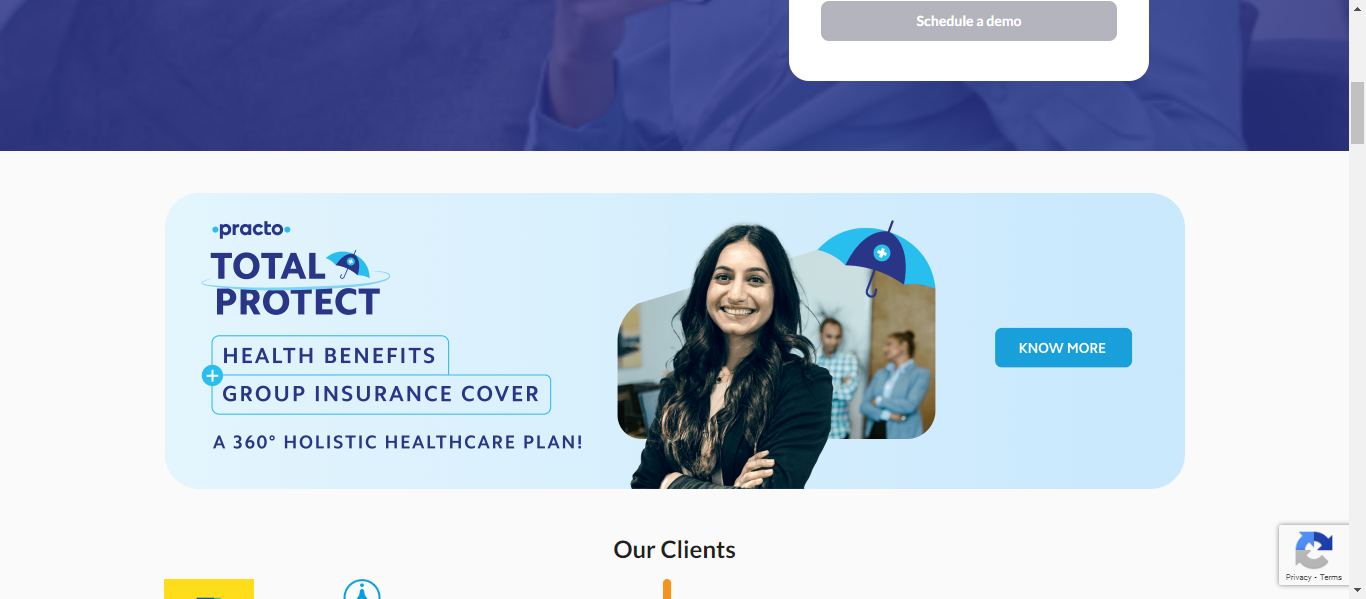 Schedule a demo
practo
TOTAL
PROTECT
HEALTH BENEFITS
+
GROUP INSURANCE COVER
A 360° HOLISTIC HEALTHCARE PLAN!
KNOW MORE
Our Clients
Privacy - Terms